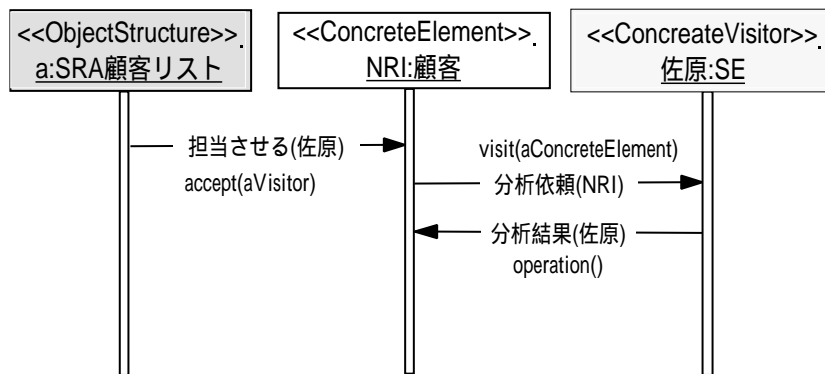 <<ObjectStructure>>
a:SRA顧客リスト
<<ConcreteElement>>
NRI:顧客
<<ConcreateVisitor>>
佐原:SE
担当させる(佐原)
accept(aVisitor)
visit(aConcreteElement)
分析依頼(NRI)
分析結果(佐原)
operation()